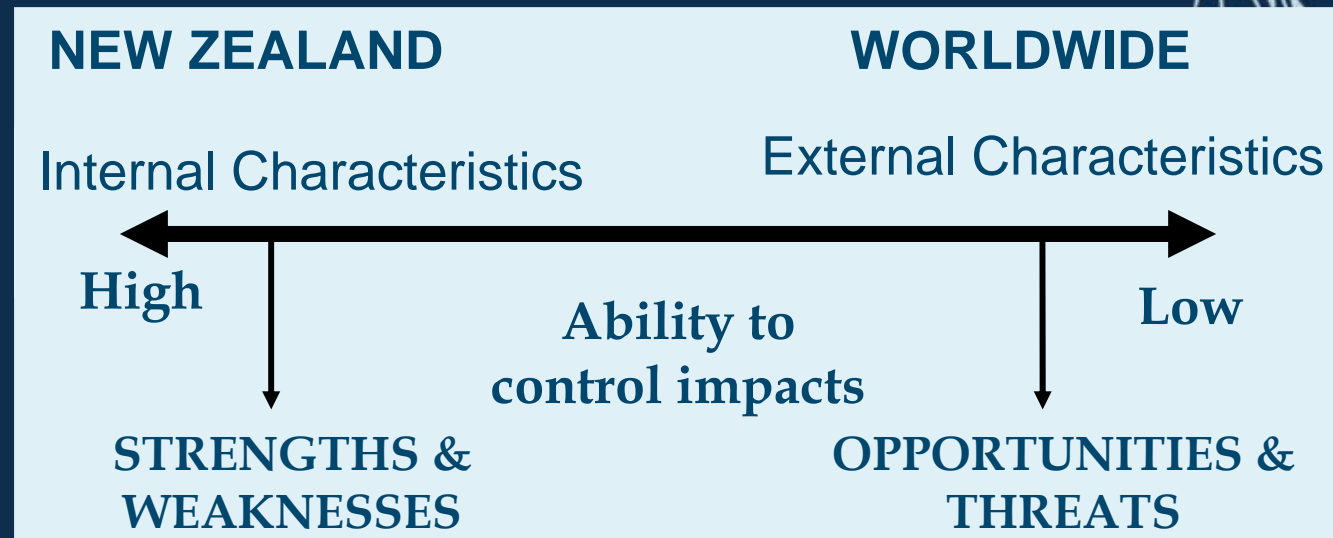 NEW ZEALAND
WORLDWIDE
Internal Characteristics
External Characteristics
High
Low
Ability to
control impacts
STRENGTHS &
WEAKNESSES
OPPORTUNITIES &
THREATS